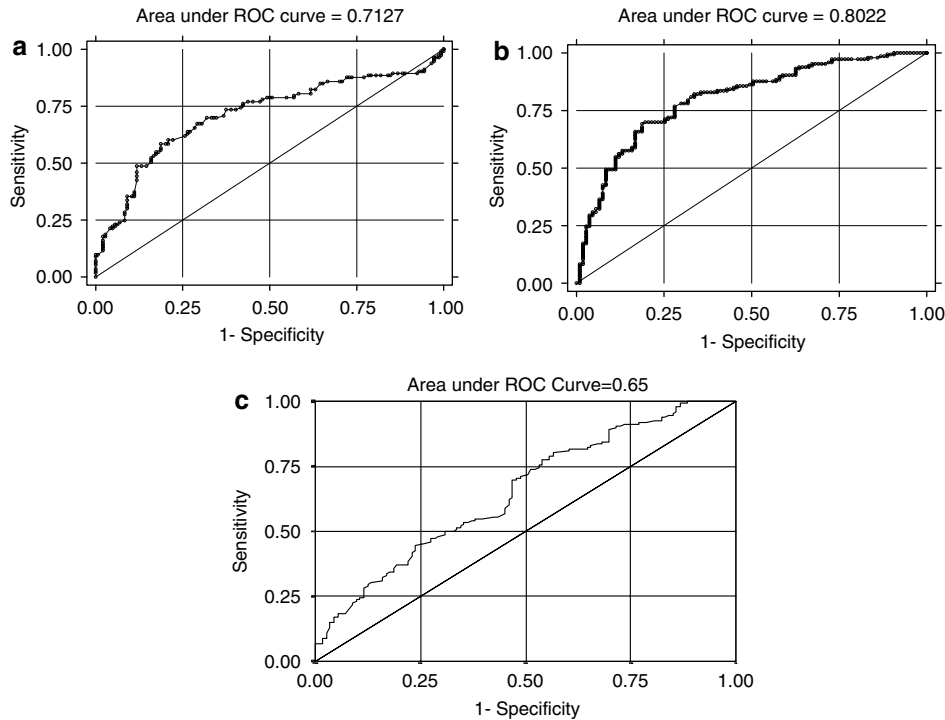 Area under ROC curve = 0.7127
a
1.00
0.75
0.50
0.25
0.00
Sensitivity
0.00 0.25 0.50 0.75 1.00
1- Specificity
Area under ROC curve = 0.8022
b
1.00
0.75
0.50
0.25
0.00
Sensitivity
0.00 0.25 0.50 0.75 1.00
1- Specificity
Area under ROC Curve=0.65
c
1.00
0.75
0.50
0.25
0.00
Sensitivity
0.00 0.25 0.50 0.75 1.00
1- Specificity